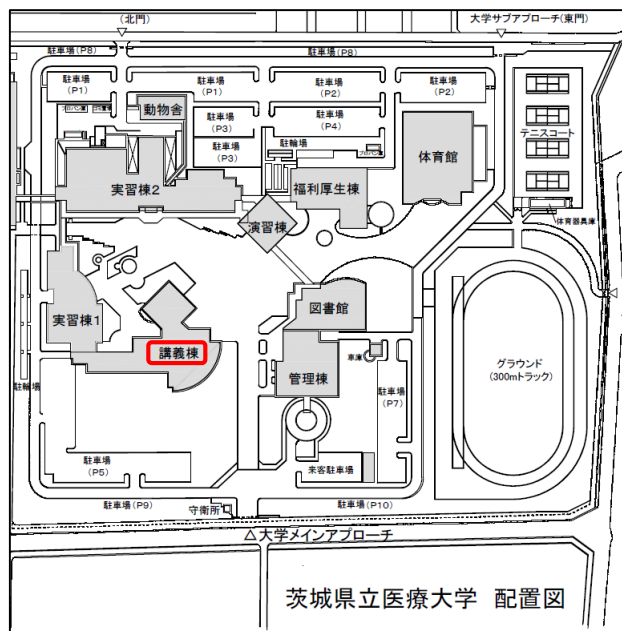 (北門)
大学サブアプローチ(東門)
駐車場
(P8)
駐車場(P8)
駐車場
(P1)
駐車場
(P1)
駐車場
(P2)
駐車場
(P2)
動物舎
駐車場
(P3)
駐車場
(P4)
駐車場
(P3)
駐輪場
体育館
テニスコート
実習棟2
福利厚生棟
演習棟
体育器具庫
図書館
実習棟1
講義棟
車庫
管理棟
グラウンド
(300mトラック)
駐輪場
駐車場
(P7)
駐車場
(P5)
来客駐車場
駐車場(P9)
守衛所
駐車場(P10)
△大学メインアプローチ
茨城県立医療大学 配置図